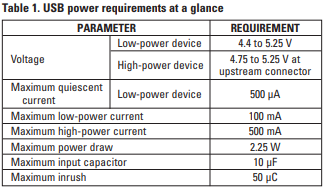 Table 1. USB power requirements at a glance
PARAMETER REQUIREMENT
Voltage Low-power device 4.4 to 5.25 V
High-power device 4.75 to 5.25 V at
upstream connector
Maximum quiescent
current Low-power device 500 µA
Maximum low-power current 100 mA
Maximum high-power current 500 mA
Maximum power draw 2.25 W
Maximum input capacitor 10 µF
Maximum inrush 50 µC